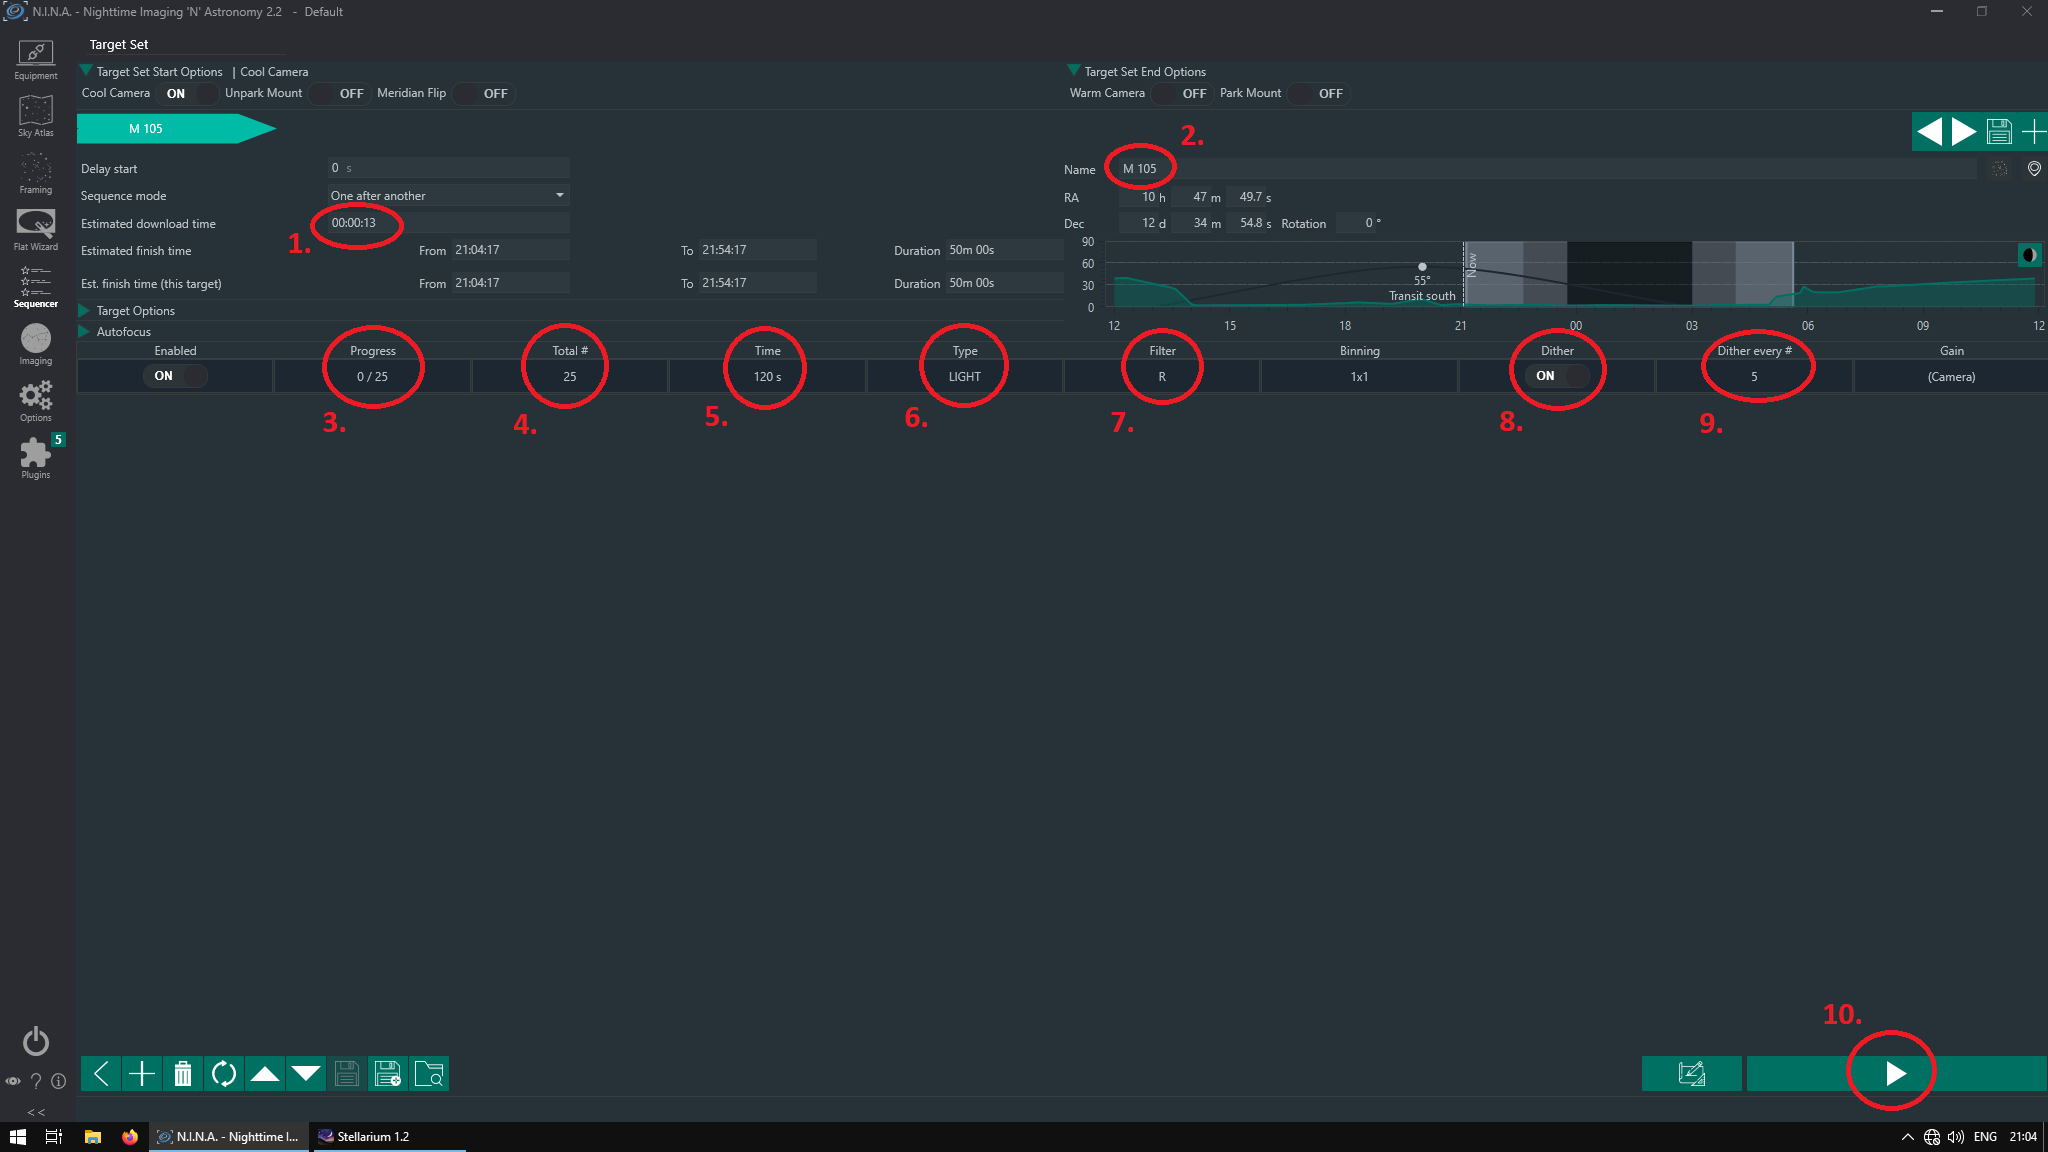 N.I.N.A. - Nighttime Imaging 'N' Astronomy 2.2 - Default
Target Set
Target Set Start Options | Cool Camera
Target Set End Options
Cool Camera ON Unpark Mount OFF Meridian Flip OFF
Warm Camera OFF Park Mount OFF
M 105
2.
Delay start 0 s
Name M 105
Sequence mode One after another
RA 10 h 47 m 49.7 s
Estimated download time 00:00:13
Dec 12 d 34 m 54.8 s Rotation 0 °
1.
Estimated finish time From 21:04:17 To 21:54:17 Duration 50m 00s
Est. finish time (this target) From 21:04:17 To 21:54:17 Duration 50m 00s
90
60
30
0
Now
55°
Transit south
12 15 18 21 00 03 06 09 12
Target Options
Autofocus
Enabled Progress Total # Time Type Filter Binning Dither Dither every # Gain
ON 0 / 25 25 120 s LIGHT R 1x1 ON 5 (Camera)
3. 4. 5. 6. 7. 8. 9.
Equipment
Sky Atlas
Framing
Flat Wizard
Sequencer
Imaging
Options
5
Plugins
10.
?
<<
N.I.N.A. - Nighttime I...
Stellarium 1.2
ENG
21:04